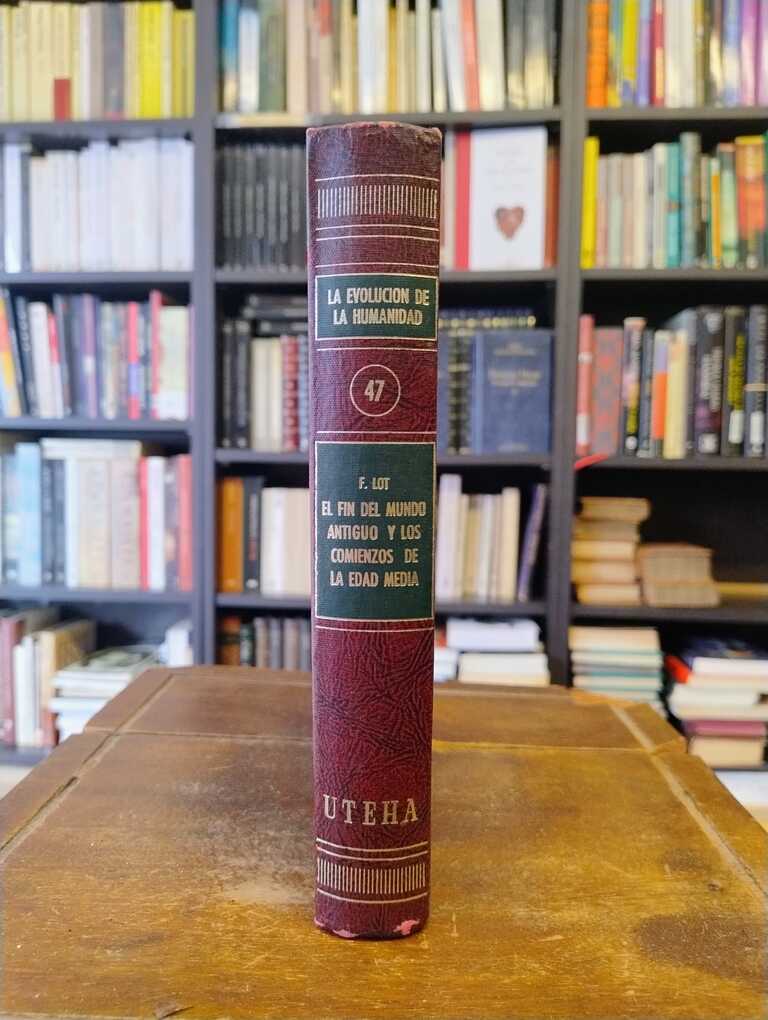 LA EVOLUCION DE
LA HUMANIDAD
47
F. LOT
EL FIN DEL MUNDO
ANTIGUO Y LOS
COMIENZOS DE
LA EDAD MEDIA
UTEHA